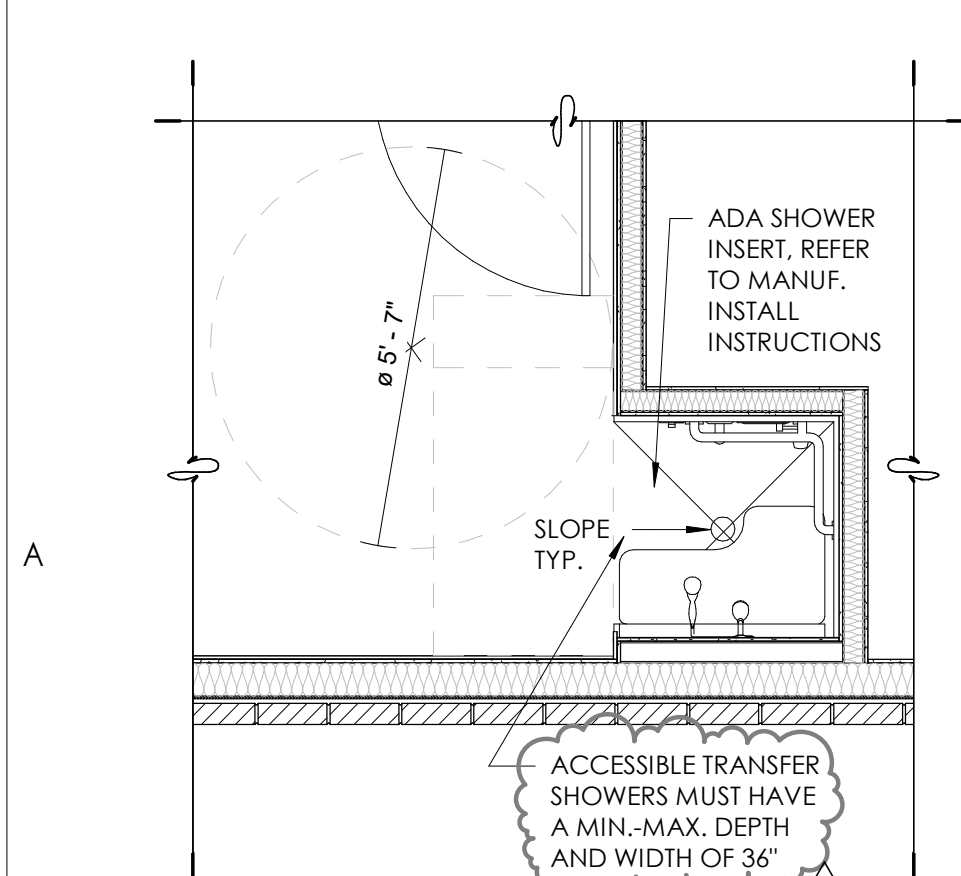 ADA SHOWER
INSERT, REFER
TO MANUF.
INSTALL
INSTRUCTIONS
ø 5' - 7"
SLOPE
TYP.
A
ACCESSIBLE TRANSFER
SHOWERS MUST HAVE
A MIN.-MAX. DEPTH
AND WIDTH OF 36"